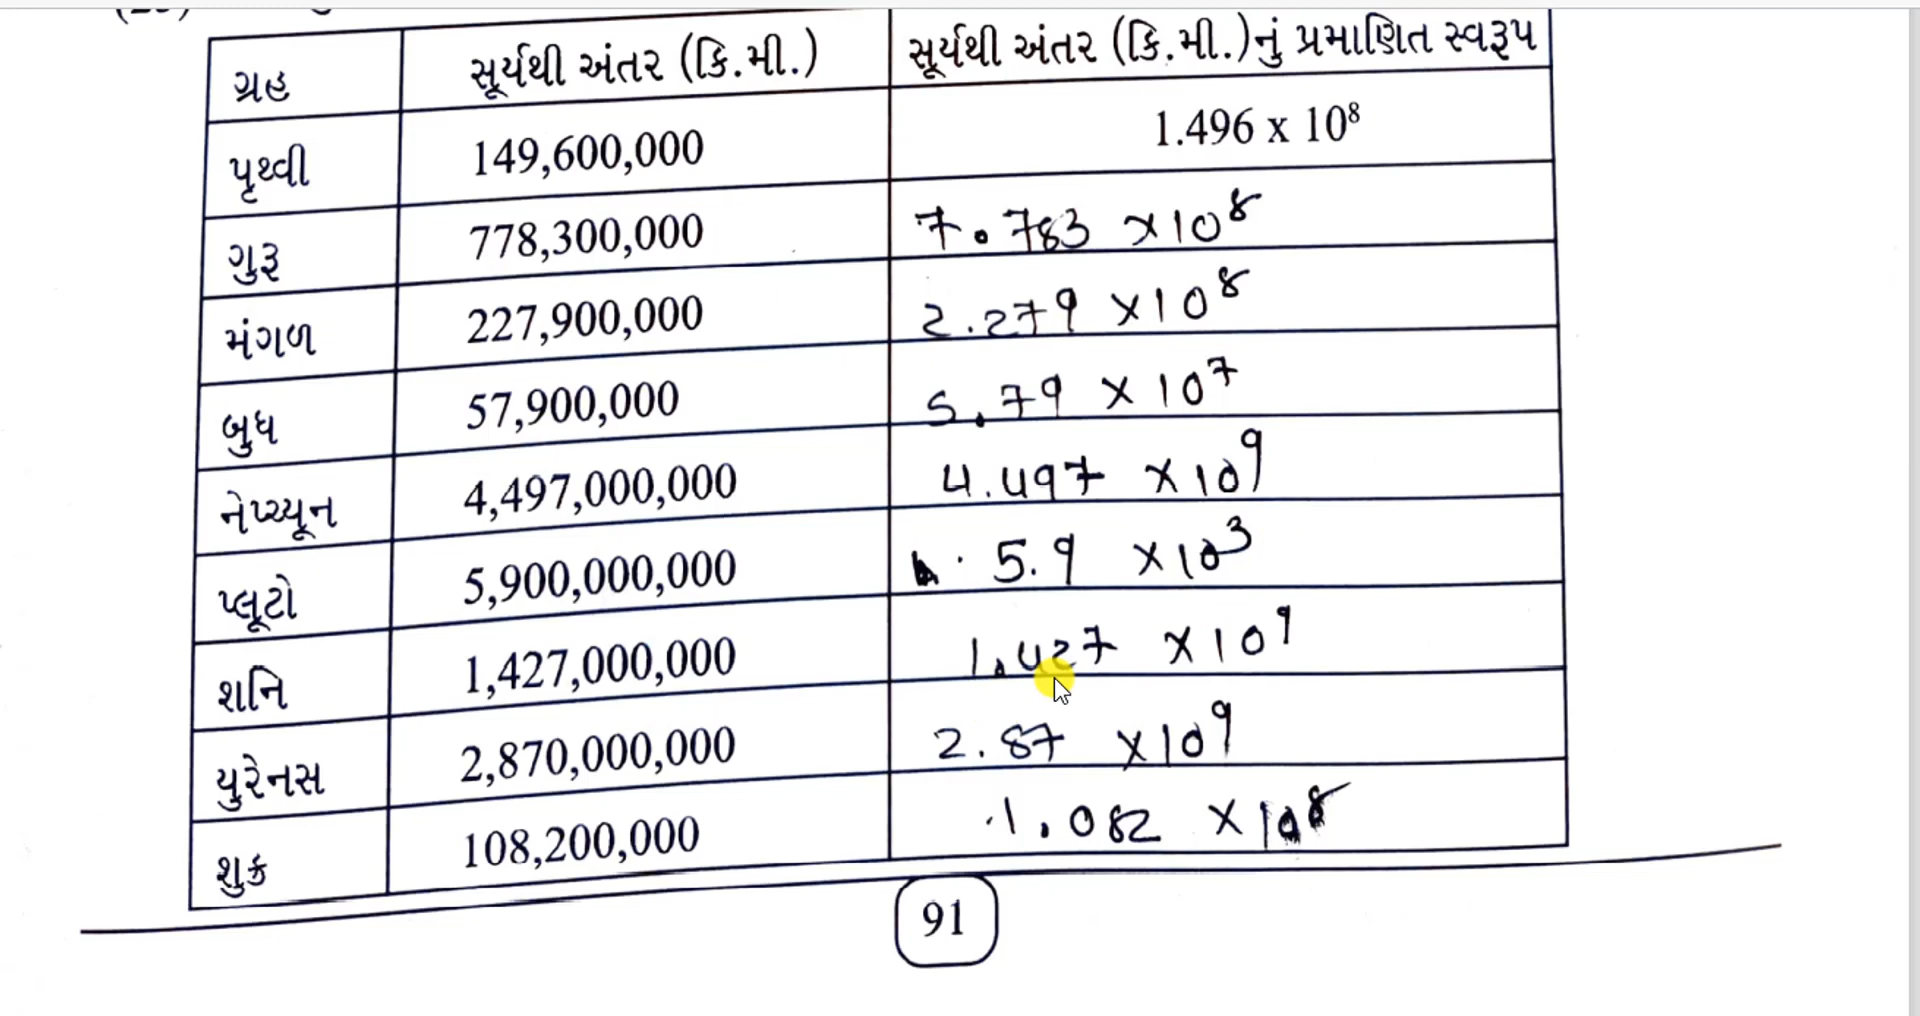 ગ્રહ સૂર્યથી અંતર (કિ.મી.) સૂર્યથી અંતર (કિ.મી.)નું પ્રમાણિત સ્વરૂપ
પૃથ્વી 149,600,000 1.496 x 10⁸
ગુરૂ 778,300,000 7.783 ×10⁸
મંગળ 227,900,000 2.279 ×10⁸
બુધ 57,900,000 5.79 × 10⁷
નેપ્ચ્યૂન 4,497,000,000 4.497 ×10⁹
પ્લૂટો 5,900,000,000 5.9 ×10³
શનિ 1,427,000,000 1.427 ×10⁹
યુરેનસ 2,870,000,000 2.87 ×10⁹
શુક્ર 108,200,000 1.082 ×10⁸
91